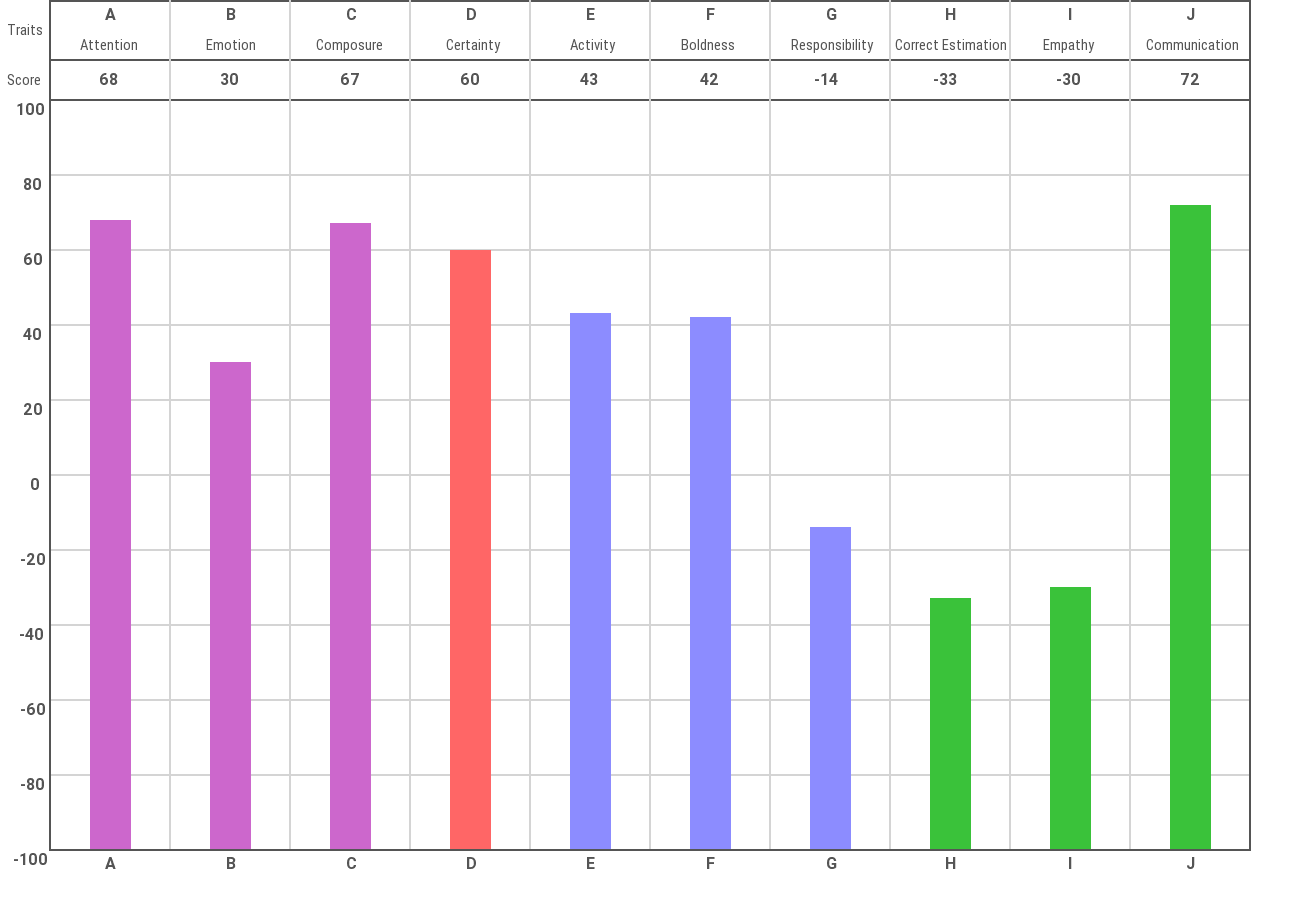 A B C D E F G H I J
Traits
Attention Emotion Composure Certainty Activity Boldness Responsibility Correct Estimation Empathy Communication
Score 68 30 67 60 43 42 -14 -33 -30 72
100
80
60
40
20
0
-20
-40
-60
-80
-100
A B C D E F G H I J